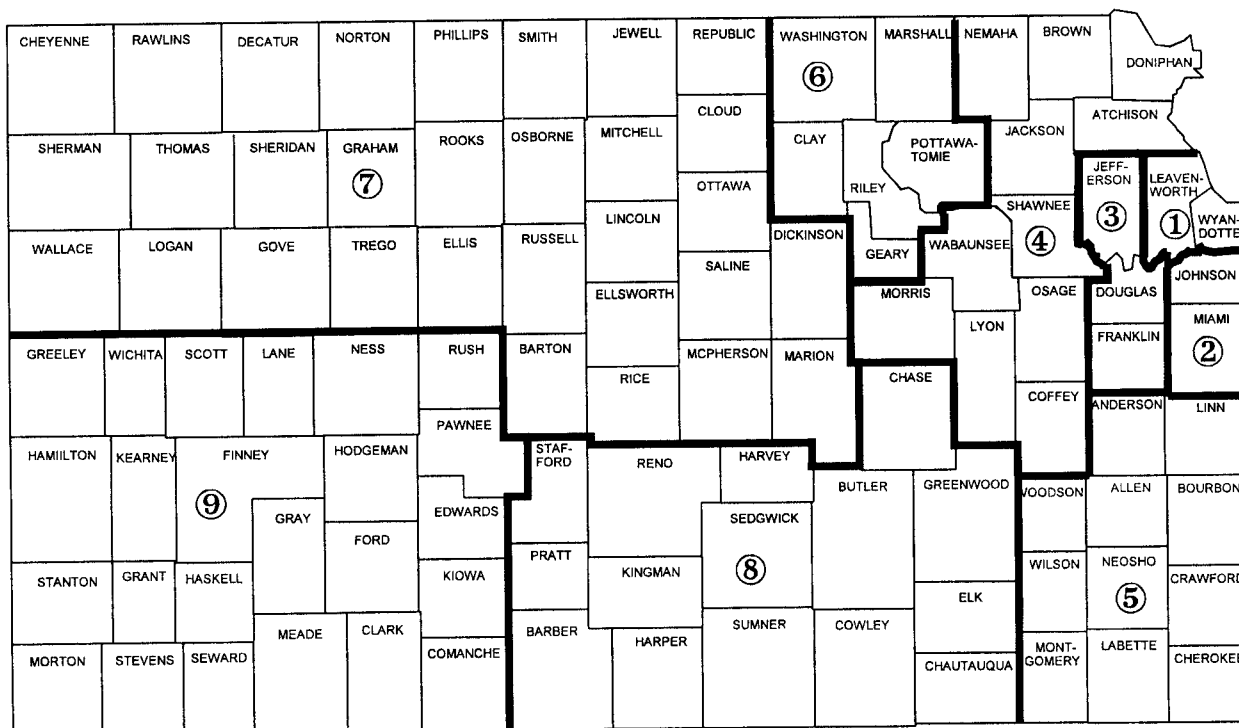 CHEYENNE
RAWLINS
DECATUR
NORTON
PHILLIPS
SMITH
JEWELL
REPUBLIC
WASHINGTON
MARSHALL
NEMAHA
BROWN
DONIPHAN
⑥
CLOUD
ATCHISON
SHERMAN
THOMAS
SHERIDAN
GRAHAM
ROOKS
OSBORNE
MITCHELL
CLAY
JACKSON
POTTAWA-
TOMIE
⑦
RILEY
JEFF-
ERSON
LEAVEN-
WORTH
OTTAWA
LINCOLN
SHAWNEE
③
①
WYAN-
DOTTE
WALLACE
LOGAN
GOVE
TREGO
ELLIS
RUSSELL
DICKINSON
GEARY
WABAUNSEE
④
SALINE
JOHNSON
ELLSWORTH
MORRIS
OSAGE
DOUGLAS
LYON
MIAMI
②
GREELEY
WICHITA
SCOTT
LANE
NESS
RUSH
BARTON
MCPHERSON
MARION
FRANKLIN
RICE
CHASE
COFFEY
ANDERSON
LINN
PAWNEE
HAMIILTON
KEARNEY
FINNEY
HODGEMAN
STAF-
FORD
RENO
HARVEY
BUTLER
GREENWOOD
WOODSON
ALLEN
BOURBON
⑨
GRAY
EDWARDS
SEDGWICK
FORD
⑧
PRATT
KINGMAN
WILSON
NEOSHO
CRAWFORD
STANTON
GRANT
HASKELL
KIOWA
ELK
⑤
MEADE
CLARK
BARBER
HARPER
SUMNER
COWLEY
MORTON
STEVENS
SEWARD
COMANCHE
CHAUTAUQUA
MONT-
GOMERY
LABETTE
CHEROKEE